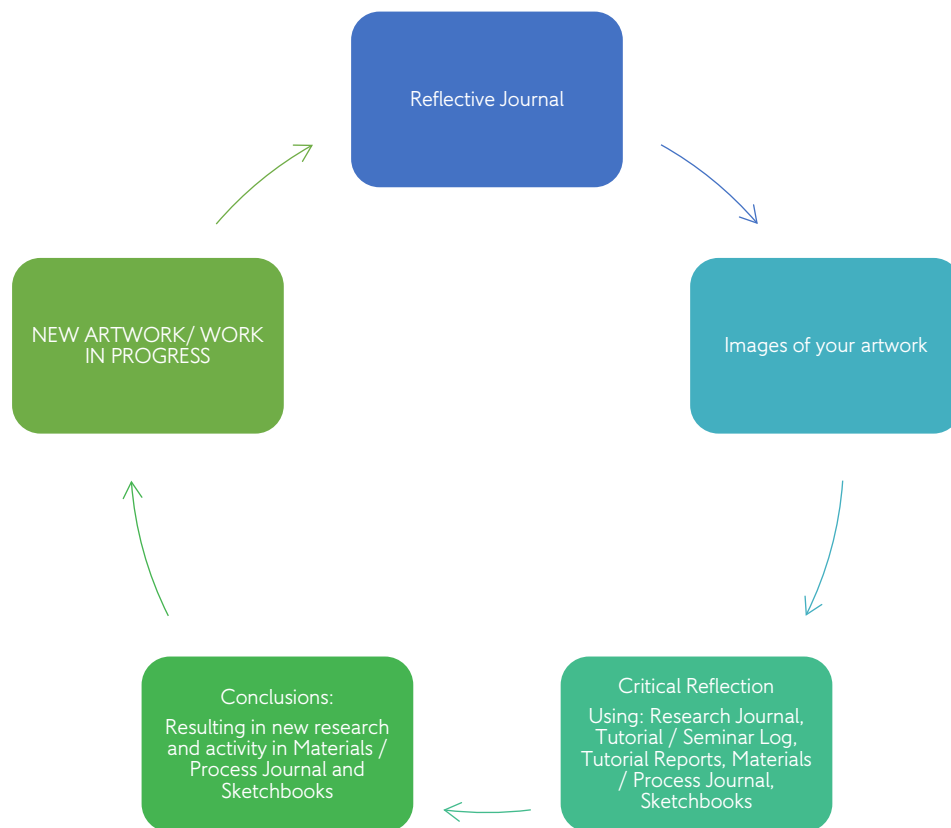 Reflective Journal
Images of your artwork
Critical Reflection
Using: Research Journal,
Tutorial / Seminar Log,
Tutorial Reports, Materials
/ Process Journal,
Sketchbooks
Conclusions:
Resulting in new research
and activity in Materials /
Process Journal and
Sketchbooks
NEW ARTWORK/ WORK
IN PROGRESS